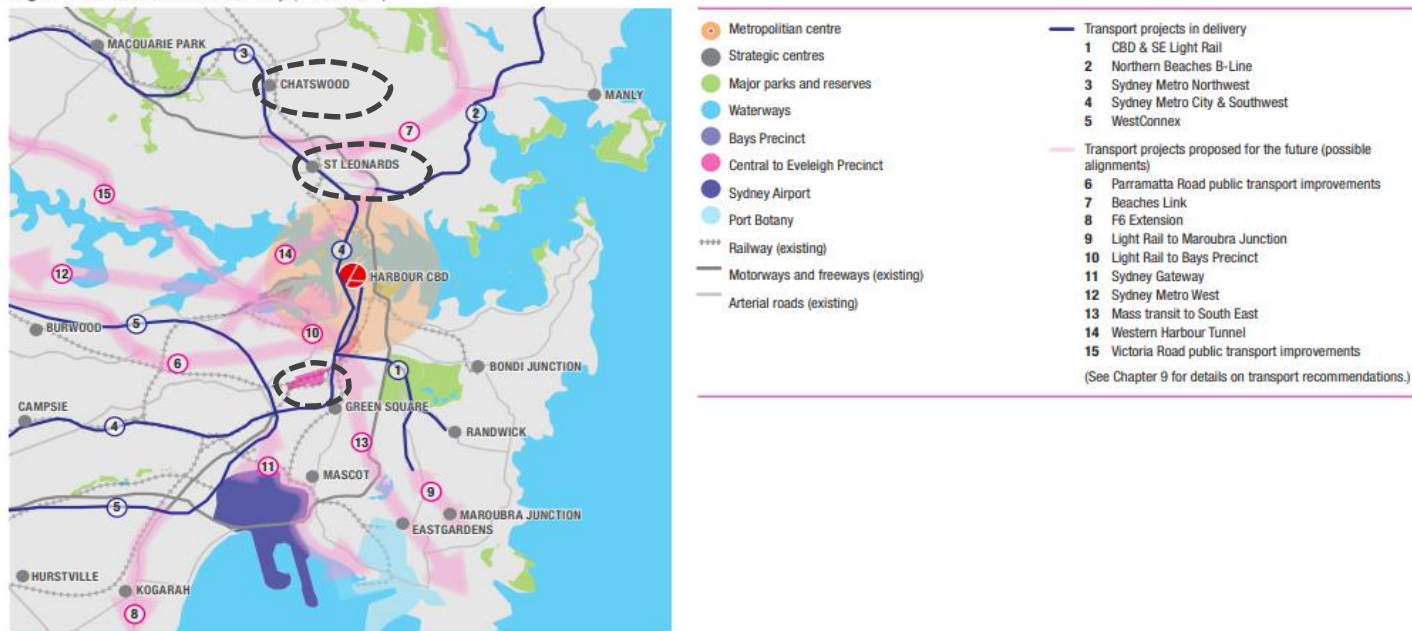 MACQUARIE PARK
3
CHATSWOOD
MANLY
2
7
ST LEONARDS
15
14
4
12
HARBOUR CBD
5
BURWOOD
10
6
1
BONDI JUNCTION
CAMPSIE
GREEN SQUARE
4
RANDWICK
13
11
MASCOT
9
5
MAROUBRA JUNCTION
EASTGARDENS
HURSTVILLE
KOGARAH
8
Metropolitian centre
Strategic centres
Major parks and reserves
Waterways
Bays Precinct
Central to Eveleigh Precinct
Sydney Airport
Port Botany
Railway (existing)
Motorways and freeways (existing)
Arterial roads (existing)
Transport projects in delivery
1 CBD & SE Light Rail
2 Northern Beaches B-Line
3 Sydney Metro Northwest
4 Sydney Metro City & Southwest
5 WestConnex
Transport projects proposed for the future (possible
alignments)
6 Parramatta Road public transport improvements
7 Beaches Link
8 F6 Extension
9 Light Rail to Maroubra Junction
10 Light Rail to Bays Precinct
11 Sydney Gateway
12 Sydney Metro West
13 Mass transit to South East
14 Western Harbour Tunnel
15 Victoria Road public transport improvements
(See Chapter 9 for details on transport recommendations.)